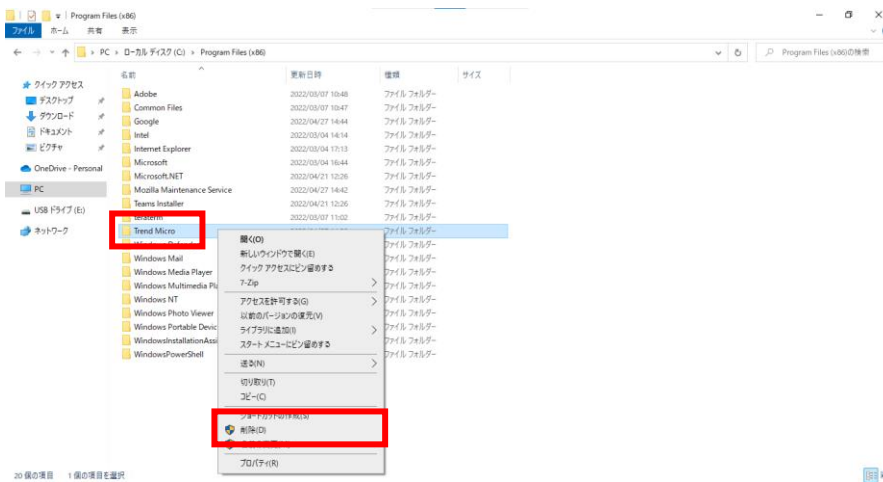 Program Files (x86)
ファイル ホーム 共有 表示
PC › ローカル ディスク (C:) › Program Files (x86)
Program Files (x86)の検索
名前 更新日時 種類 サイズ
クイック アクセス
デスクトップ
ダウンロード
ドキュメント
ピクチャ
OneDrive - Personal
PC
USB ドライブ (E:)
ネットワーク
Adobe 2022/03/07 10:48 ファイル フォルダー
Common Files 2022/03/07 10:47 ファイル フォルダー
Google 2022/04/27 14:44 ファイル フォルダー
Intel 2022/03/04 14:14 ファイル フォルダー
Internet Explorer 2022/03/04 17:13 ファイル フォルダー
Microsoft 2022/03/04 16:44 ファイル フォルダー
Microsoft.NET 2022/04/21 12:26 ファイル フォルダー
Mozilla Maintenance Service 2022/04/27 14:42 ファイル フォルダー
Teams Installer 2022/04/21 12:26 ファイル フォルダー
teraterm 2022/03/07 11:02 ファイル フォルダー
Trend Micro ファイル フォルダー
ファイル フォルダー
Windows Mail ファイル フォルダー
Windows Media Player ファイル フォルダー
Windows Multimedia ファイル フォルダー
Windows NT ファイル フォルダー
Windows Photo Viewer ファイル フォルダー
Windows Portable Devic ファイル フォルダー
WindowsInstallationAssi ファイル フォルダー
WindowsPowerShell ファイル フォルダー
開く(O)
新しいウィンドウで開く(E)
クイック アクセスにピン留めする
7-Zip
アクセスを許可する(G)
以前のバージョンの復元(V)
ライブラリに追加(I)
スタート メニューにピン留めする
送る(N)
切り取り(T)
コピー(C)
ショートカットの作成(S)
削除(D)
プロパティ(R)
20 個の項目 1 個の項目を選択